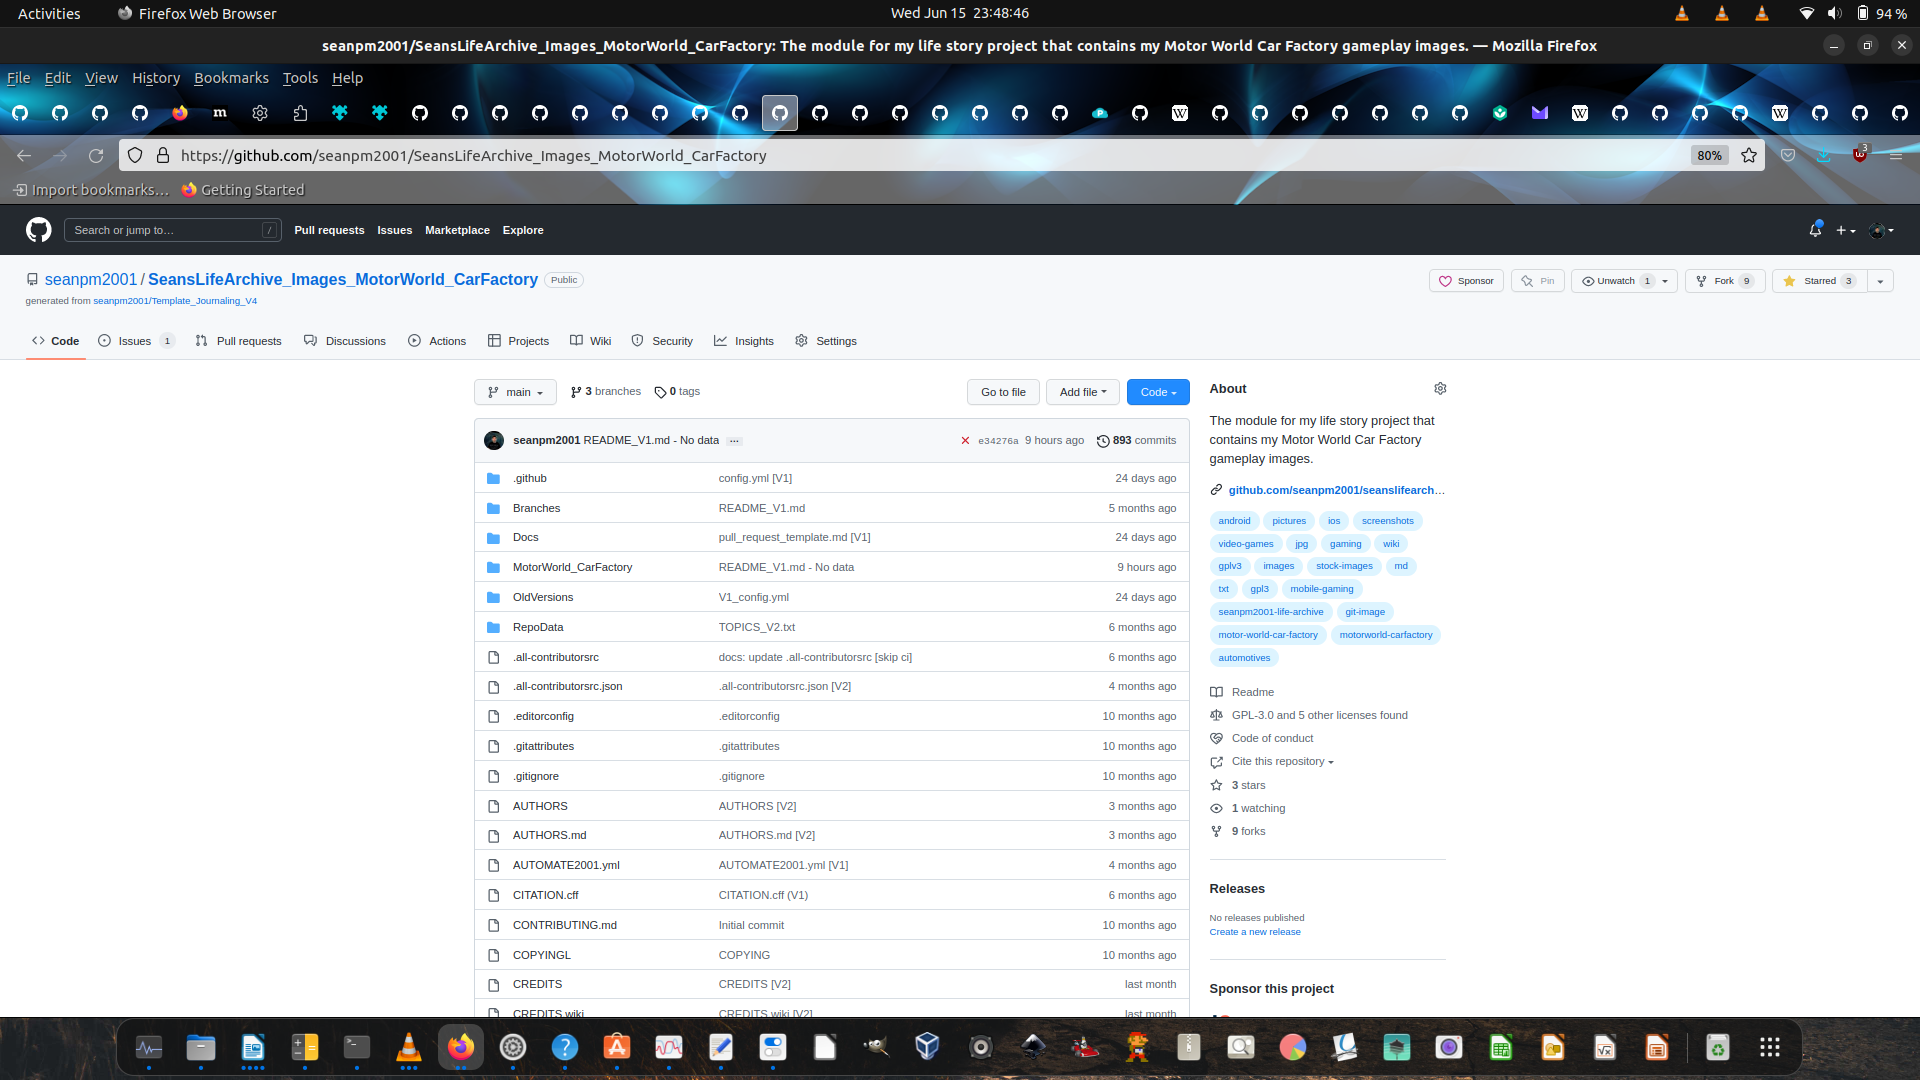 Activities Firefox Web Browser Wed Jun 15 23:48:46 94 %
seanpm2001/SeansLifeArchive_Images_MotorWorld_CarFactory: The module for my life story project that contains my Motor World Car Factory gameplay images. — Mozilla Firefox
File Edit View History Bookmarks Tools Help
https://github.com/seanpm2001/SeansLifeArchive_Images_MotorWorld_CarFactory 80% 3
Import bookmarks… Getting Started
Search or jump to… / Pull requests Issues Marketplace Explore
seanpm2001 / SeansLifeArchive_Images_MotorWorld_CarFactory Public Sponsor Pin Unwatch 1 Fork 9 Starred 3
generated from seanpm2001/Template_Journaling_V4
Code Issues 1 Pull requests Discussions Actions Projects Wiki Security Insights Settings
main 3 branches 0 tags Go to file Add file Code
seanpm2001 README_V1.md - No data ... e34276a 9 hours ago 893 commits
.github config.yml [V1] 24 days ago
Branches README_V1.md 5 months ago
Docs pull_request_template.md [V1] 24 days ago
MotorWorld_CarFactory README_V1.md - No data 9 hours ago
OldVersions V1_config.yml 24 days ago
RepoData TOPICS_V2.txt 6 months ago
.all-contributorsrc docs: update .all-contributorsrc [skip ci] 6 months ago
.all-contributorsrc.json .all-contributorsrc.json [V2] 4 months ago
.editorconfig .editorconfig 10 months ago
.gitattributes .gitattributes 10 months ago
.gitignore .gitignore 10 months ago
AUTHORS AUTHORS [V2] 3 months ago
AUTHORS.md AUTHORS.md [V2] 3 months ago
AUTOMATE2001.yml AUTOMATE2001.yml [V1] 4 months ago
CITATION.cff CITATION.cff (V1) 6 months ago
CONTRIBUTING.md Initial commit 10 months ago
COPYINGL COPYING 10 months ago
CREDITS CREDITS [V2] last month
CREDITS.wiki CREDITS.wiki [V2] last month
About
The module for my life story project that
contains my Motor World Car Factory
gameplay images.
github.com/seanpm2001/seanslifearch…
android pictures ios screenshots
video-games jpg gaming wiki
gplv3 images stock-images md
txt gpl3 mobile-gaming
seanpm2001-life-archive git-image
motor-world-car-factory motorworld-carfactory
automotives
Readme
GPL-3.0 and 5 other licenses found
Code of conduct
Cite this repository
3 stars
1 watching
9 forks
Releases
No releases published
Create a new release
Sponsor this project